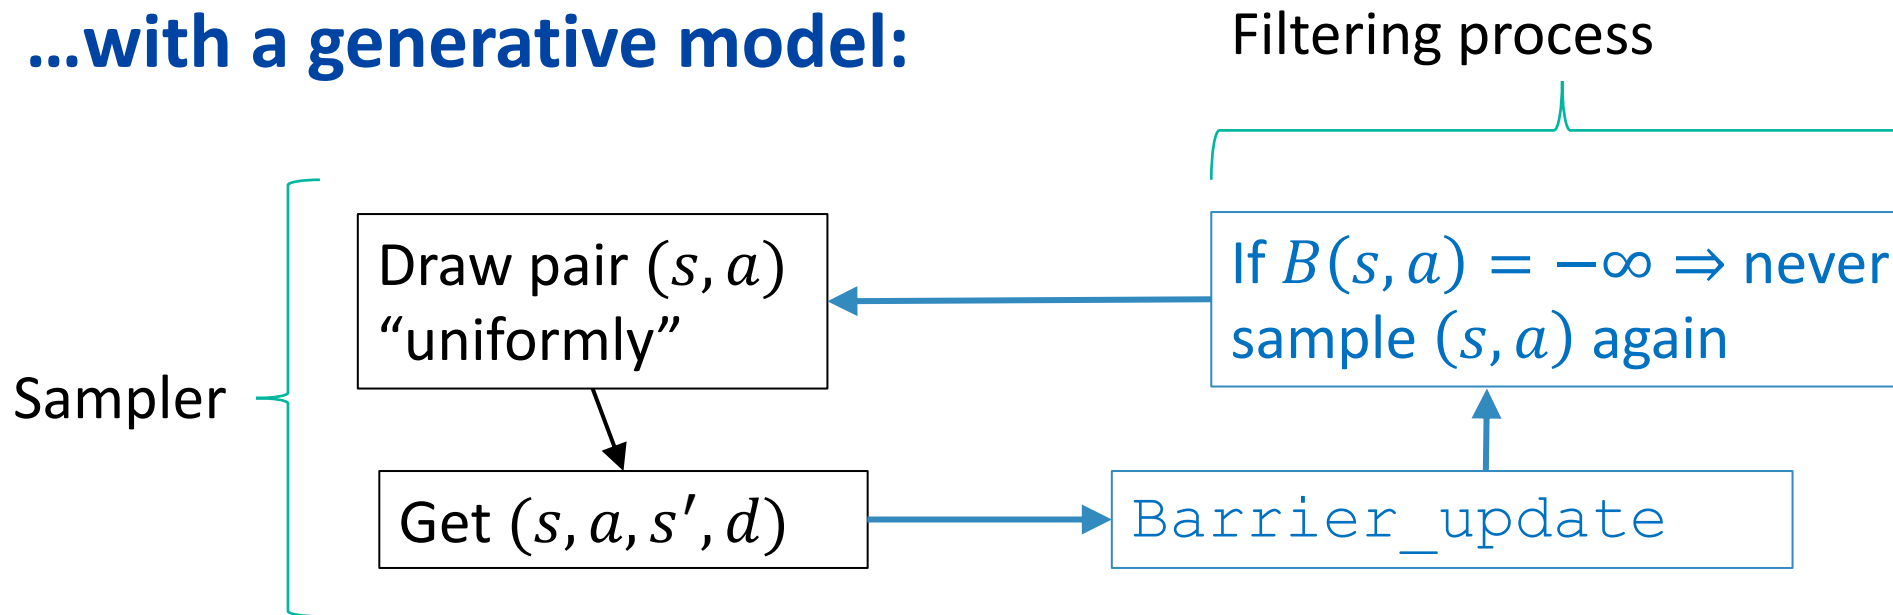 ...with a generative model:
Filtering process
Sampler
Draw pair (s, a)
“uniformly”
Get (s, a, s′, d)
Barrier_update
If B(s, a) = −∞ ⇒ never
sample (s, a) again